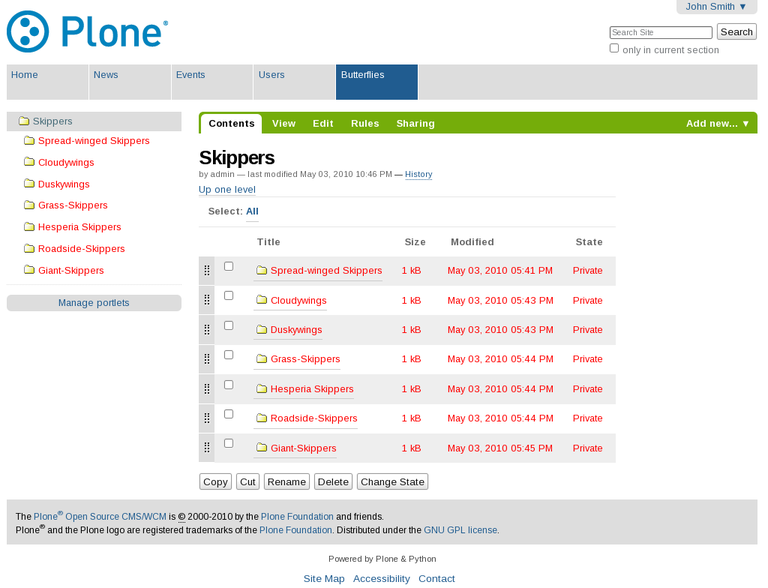 John Smith ▼
Plone®
Search Site Search
only in current section
Home News Events Users Butterflies
Skippers
Spread-winged Skippers
Cloudywings
Duskywings
Grass-Skippers
Hesperia Skippers
Roadside-Skippers
Giant-Skippers
Manage portlets
Contents View Edit Rules Sharing Add new... ▼
Skippers
by admin — last modified May 03, 2010 10:46 PM — History
Up one level
Select: All
Title Size Modified State
Spread-winged Skippers 1 kB May 03, 2010 05:41 PM Private
Cloudywings 1 kB May 03, 2010 05:43 PM Private
Duskywings 1 kB May 03, 2010 05:43 PM Private
Grass-Skippers 1 kB May 03, 2010 05:44 PM Private
Hesperia Skippers 1 kB May 03, 2010 05:44 PM Private
Roadside-Skippers 1 kB May 03, 2010 05:44 PM Private
Giant-Skippers 1 kB May 03, 2010 05:45 PM Private
Copy Cut Rename Delete Change State
The Plone® Open Source CMS/WCM is © 2000-2010 by the Plone Foundation and friends.
Plone® and the Plone logo are registered trademarks of the Plone Foundation. Distributed under the GNU GPL license.
Powered by Plone & Python
Site Map Accessibility Contact